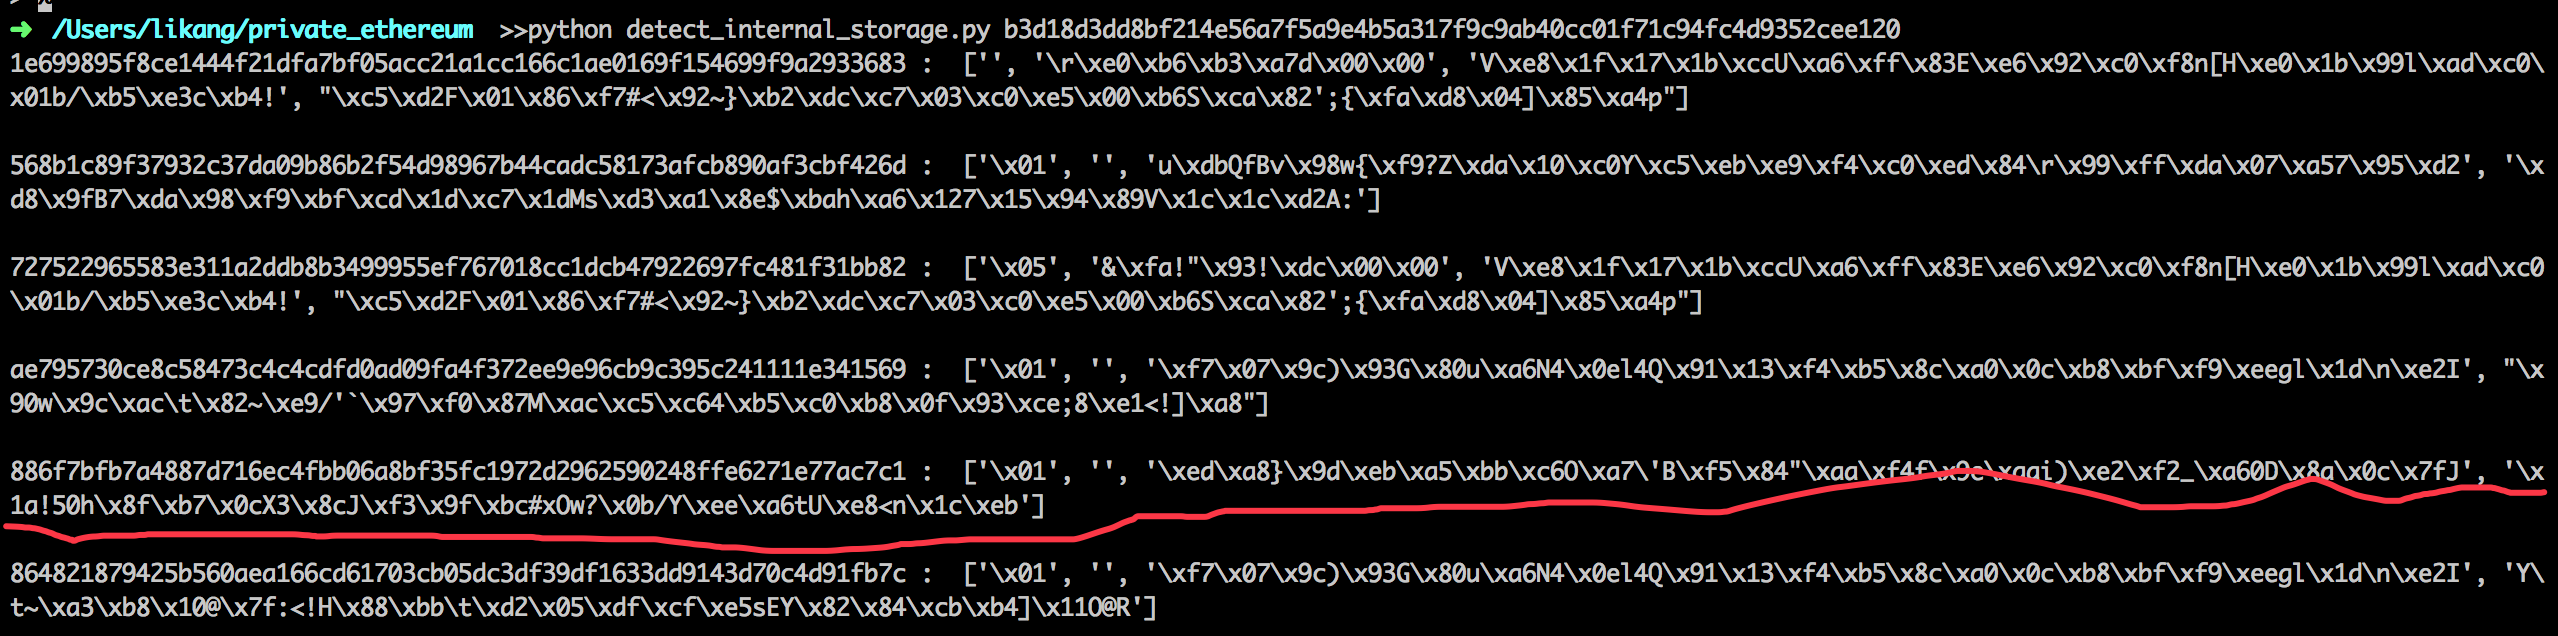 ➜  /Users/likang/private_ethereum  >>python detect_internal_storage.py b3d18d3dd8bf214e56a7f5a9e4b5a317f9c9ab40cc01f71c94fc4d9352cee120
1e699895f8ce1444f21dfa7bf05acc21a1cc166c1ae0169f154699f9a2933683 :  ['', '\r\xe0\xb6\xb3\xa7d\x00\x00', 'V\xe8\x1f\x17\x1b\xccU\xa6\xff\x83E\xe6\x92\xc0\xf8n[H\xe0\x1b\x99l\xad\xc0\
x01b/\xb5\xe3c\xb4!', "\xc5\xd2F\x01\x86\xf7#<\x92~}\xb2\xdc\xc7\x03\xc0\xe5\x00\xb6S\xca\x82';{\xfa\xd8\x04]\x85\xa4p"]
568b1c89f37932c37da09b86b2f54d98967b44cadc58173afcb890af3cbf426d :  ['\x01', '', 'u\xdbQfBv\x98w{\xf9?Z\xda\x10\xc0Y\xc5\xeb\xe9\xf4\xc0\xed\x84\r\x99\xff\xda\x07\xa57\x95\xd2', '\x
d8\x9fB7\xda\x98\xf9\xbf\xcd\x1d\xc7\x1dMs\xd3\xa1\x8e$\xbah\xa6\x127\x15\x94\x89V\x1c\x1c\xd2A:']
727522965583e311a2ddb8b3499955ef767018cc1dcb47922697fc481f31bb82 :  ['\x05', '&\xfa!"\x93!\xdc\x00\x00', 'V\xe8\x1f\x17\x1b\xccU\xa6\xff\x83E\xe6\x92\xc0\xf8n[H\xe0\x1b\x99l\xad\xc0
\x01b/\xb5\xe3c\xb4!', "\xc5\xd2F\x01\x86\xf7#<\x92~}\xb2\xdc\xc7\x03\xc0\xe5\x00\xb6S\xca\x82';{\xfa\xd8\x04]\x85\xa4p"]
ae795730ce8c58473c4c4cdfd0ad09fa4f372ee9e96cb9c395c241111e341569 :  ['\x01', '', '\xf7\x07\x9c)\x93G\x80u\xa6N4\x0el4Q\x91\x13\xf4\xb5\x8c\xa0\x0c\xb8\xbf\xf9\xeegl\x1d\n\xe2I', "\x
90w\x9c\xac\t\x82~\xe9/'`\x97\xf0\x87M\xac\xc5\xc64\xb5\xc0\xb8\x0f\x93\xce;8\xe1<!]\xa8"]
886f7bfb7a4887d716ec4fbb06a8bf35fc1972d2962590248ffe6271e77ac7c1 :  ['\x01', '', '\xed\xa8}\x9d\xeb\xa5\xbb\xc6O\xa7\'B\xf5\x84"\xaa\xf4f\x9e\xaai)\xe2\xf2_\xa60D\x8a\x0c\x7fJ', '\x
1a!50h\x8f\xb7\x0cX3\x8cJ\xf3\x9f\xbc#xOw?\x0b/Y\xee\xa6tU\xe8<n\x1c\xeb']
864821879425b560aea166cd61703cb05dc3df39df1633dd9143d70c4d91fb7c :  ['\x01', '', '\xf7\x07\x9c)\x93G\x80u\xa6N4\x0el4Q\x91\x13\xf4\xb5\x8c\xa0\x0c\xb8\xbf\xf9\xeegl\x1d\n\xe2I', 'Y\
t~\xa3\xb8\x10@\x7f:<!H\x88\xbb\t\xd2\x05\xdf\xcf\xe5sEY\x82\x84\xcb\xb4]\x11O@R']